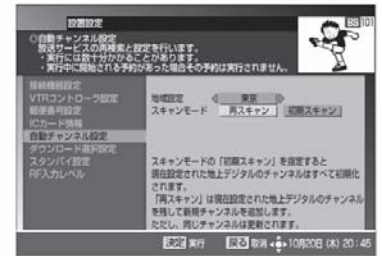 設置設定
BS 101
○自動チャンネル設定
放送サービスの再検索と設定を行います。
・実行には数十分かかることがあります。
・実行中に開始される予約があった場合その予約は実行されません。
接続機器設定
VTRコントローラ設定
郵便番号設定
ICカード情報
自動チャンネル設定
ダウンロード選択設定
スタンバイ設定
RF入力レベル
地域設定 東京
スキャンモード 再スキャン 初期スキャン
スキャンモードの「初期スキャン」を指定すると
現在設定された地上デジタルのチャンネルはすべて初期化
されます。
「再スキャン」は現在設定された地上デジタルのチャンネル
を残して新規チャンネルを追加します。
ただし、同じチャンネルは更新されます。
決定 実行 戻る 取消 10月20日 (木) 20:45